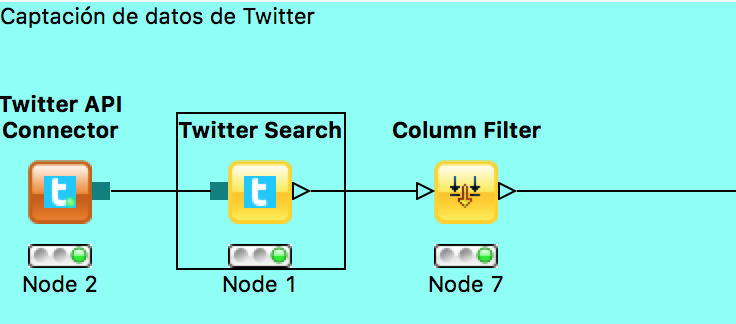 Captación de datos de Twitter
Twitter API
Connector
Twitter Search
Column Filter
Node 2
Node 1
Node 7